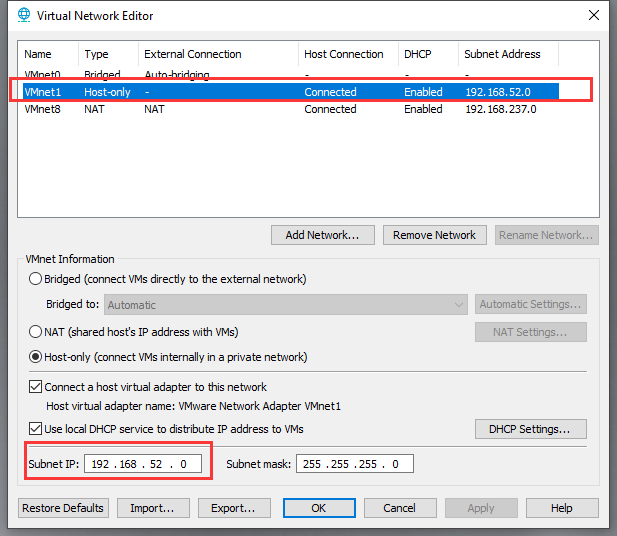 Virtual Network Editor
Name Type External Connection Host Connection DHCP Subnet Address
VMnet0 Bridged Auto-bridging - - -
VMnet1 Host-only - Connected Enabled 192.168.52.0
VMnet8 NAT NAT Connected Enabled 192.168.237.0
Add Network... Remove Network Rename Network...
VMnet Information
Bridged (connect VMs directly to the external network)
Bridged to: Automatic Automatic Settings...
NAT (shared host's IP address with VMs) NAT Settings...
Host-only (connect VMs internally in a private network)
Connect a host virtual adapter to this network
Host virtual adapter name: VMware Network Adapter VMnet1
Use local DHCP service to distribute IP address to VMs DHCP Settings...
Subnet IP: 192 . 168 . 52 . 0 Subnet mask: 255 . 255 . 255 . 0
Restore Defaults Import... Export... OK Cancel Apply Help